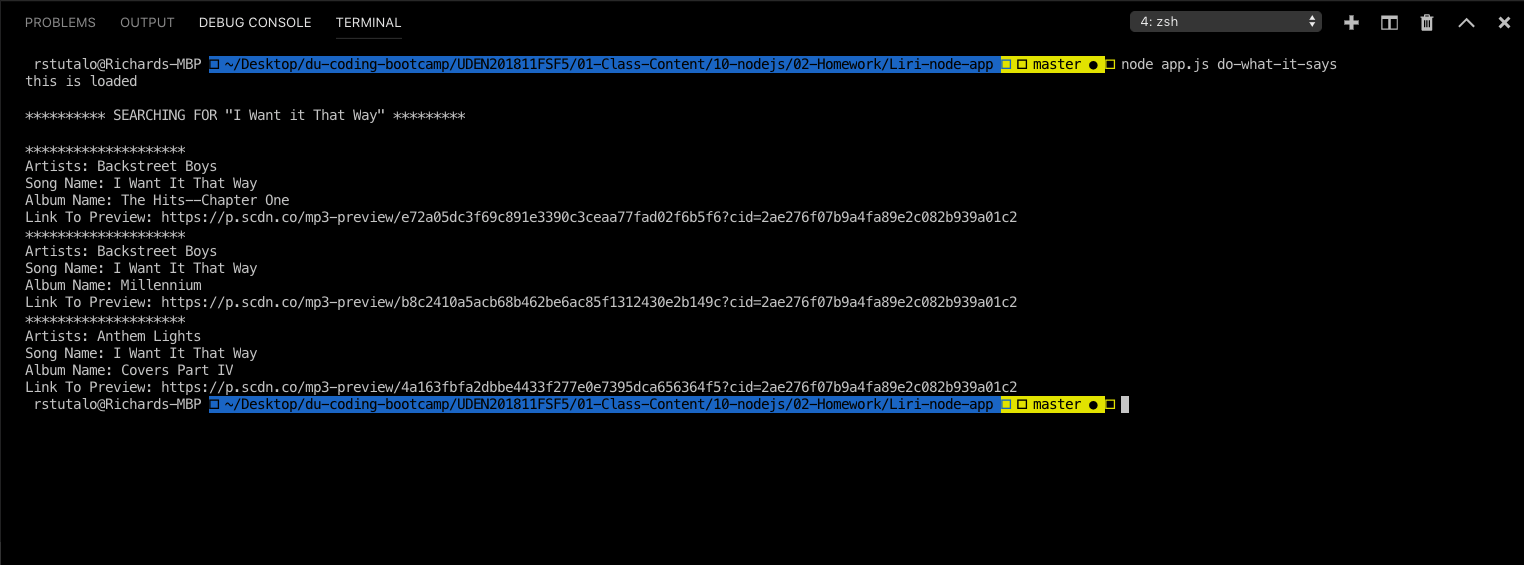 PROBLEMS OUTPUT DEBUG CONSOLE TERMINAL 4: zsh
rstutalo@Richards-MBP ~/Desktop/du-coding-bootcamp/UDEN201811FSF5/01-Class-Content/10-nodejs/02-Homework/Liri-node-app master ● node app.js do-what-it-says
this is loaded
********** SEARCHING FOR "I Want it That Way" *********
********************
Artists: Backstreet Boys
Song Name: I Want It That Way
Album Name: The Hits--Chapter One
Link To Preview: https://p.scdn.co/mp3-preview/e72a05dc3f69c891e3390c3ceaa77fad02f6b5f6?cid=2ae276f07b9a4fa89e2c082b939a01c2
********************
Artists: Backstreet Boys
Song Name: I Want It That Way
Album Name: Millennium
Link To Preview: https://p.scdn.co/mp3-preview/b8c2410a5acb68b462be6ac85f1312430e2b149c?cid=2ae276f07b9a4fa89e2c082b939a01c2
********************
Artists: Anthem Lights
Song Name: I Want It That Way
Album Name: Covers Part IV
Link To Preview: https://p.scdn.co/mp3-preview/4a163fbfa2dbbe4433f277e0e7395dca656364f5?cid=2ae276f07b9a4fa89e2c082b939a01c2
rstutalo@Richards-MBP ~/Desktop/du-coding-bootcamp/UDEN201811FSF5/01-Class-Content/10-nodejs/02-Homework/Liri-node-app master ●